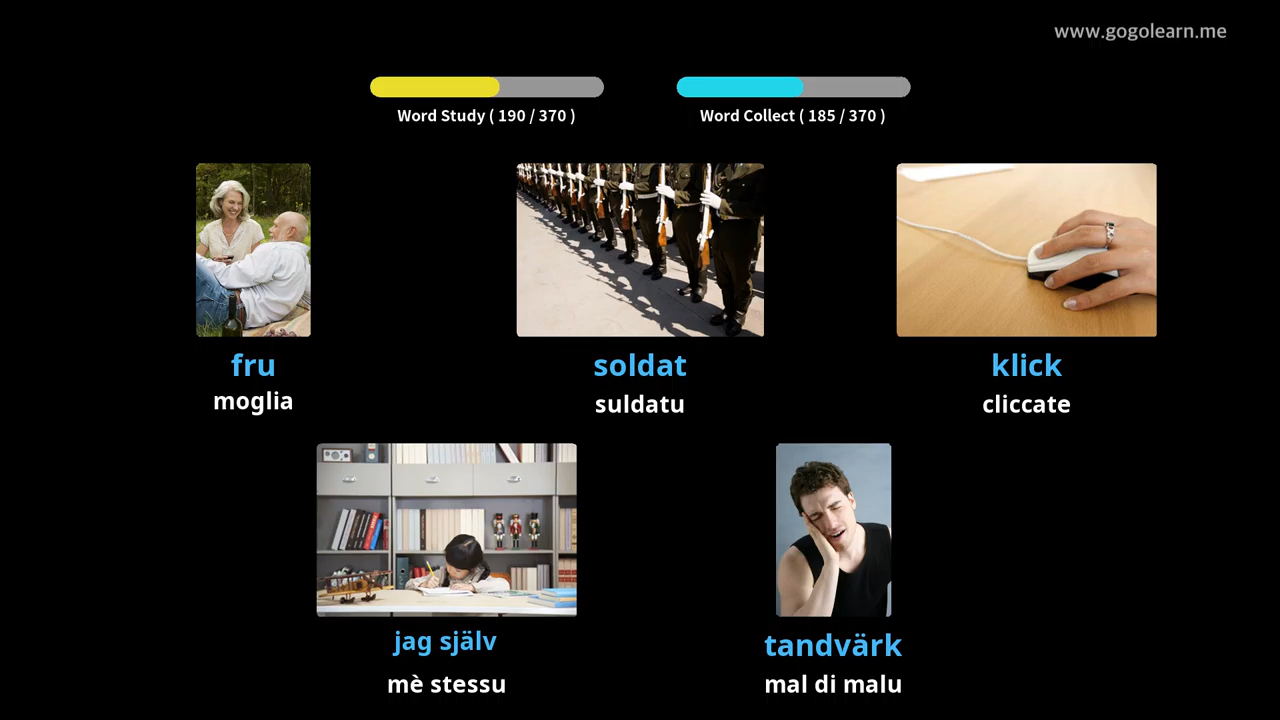 www.gogolearn.me
Word Study ( 190 / 370 )
Word Collect ( 185 / 370 )
fru
moglia
soldat
suldatu
klick
cliccate
jag själv
mè stessu
tandvärk
mal di malu